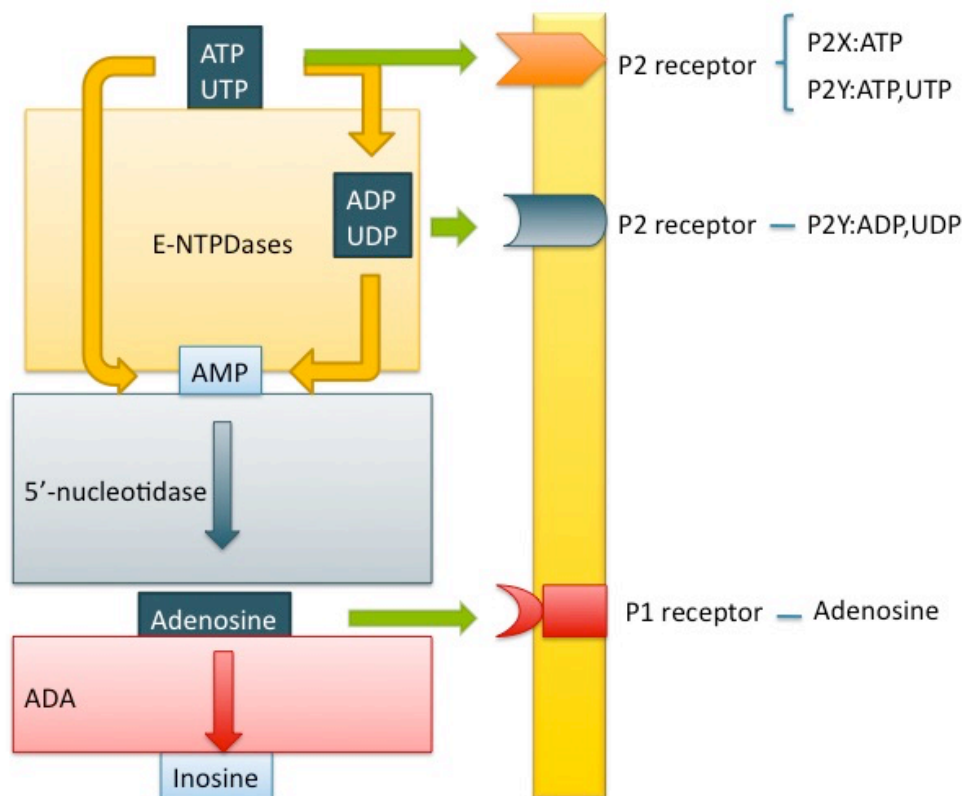 ATP
UTP
P2 receptor
P2X:ATP
P2Y:ATP,UTP
ADP
UDP
P2 receptor
P2Y:ADP,UDP
E-NTPDases
AMP
5’-nucleotidase
Adenosine
P1 receptor
Adenosine
ADA
Inosine